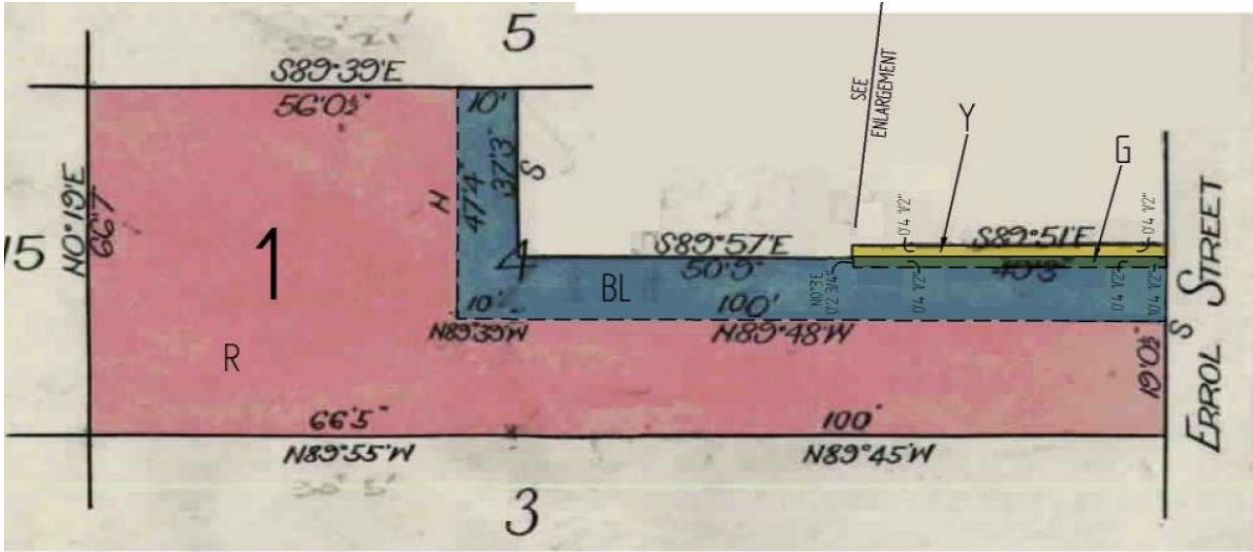 5
S89°39'E
56'0½"
10'
SEE
ENLARGEMENT
Y
G
N0°19'E
66'7"
H
47'4"
37'3"
S
0'4 1/2"
0'4 1/2"
S89°57'E
S89°51'E
15
1
4
50'9"
40'3"
BL
N0°3'E
0'2 3/4"
0'4 1/2"
0'4 1/2"
10'4 1/2"
10'
100'
N89°39'W
N89°48'W
S
19'0½"
ERROL STREET
R
66'5"
100'
N89°55'W
N89°45'W
30' 5'
3